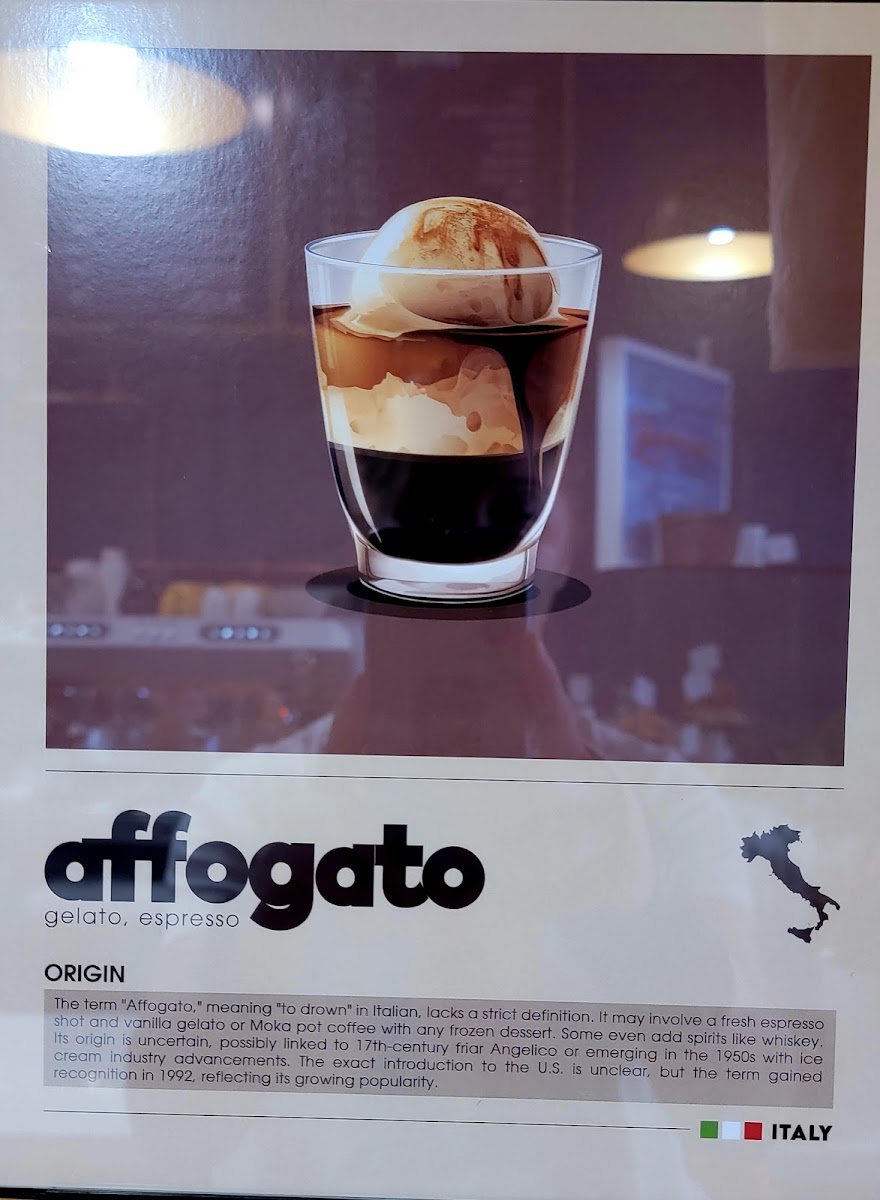 affogato
gelato, espresso
ORIGIN
The term "Affogato," meaning "to drown" in Italian, lacks a strict definition. It may involve a fresh espresso
shot and vanilla gelato or Moka pot coffee with any frozen dessert. Some even add spirits like whiskey.
Its origin is uncertain, possibly linked to 17th-century friar Angelico or emerging in the 1950s with ice
cream industry advancements. The exact introduction to the U.S. is unclear, but the term gained
recognition in 1992, reflecting its growing popularity.
ITALY